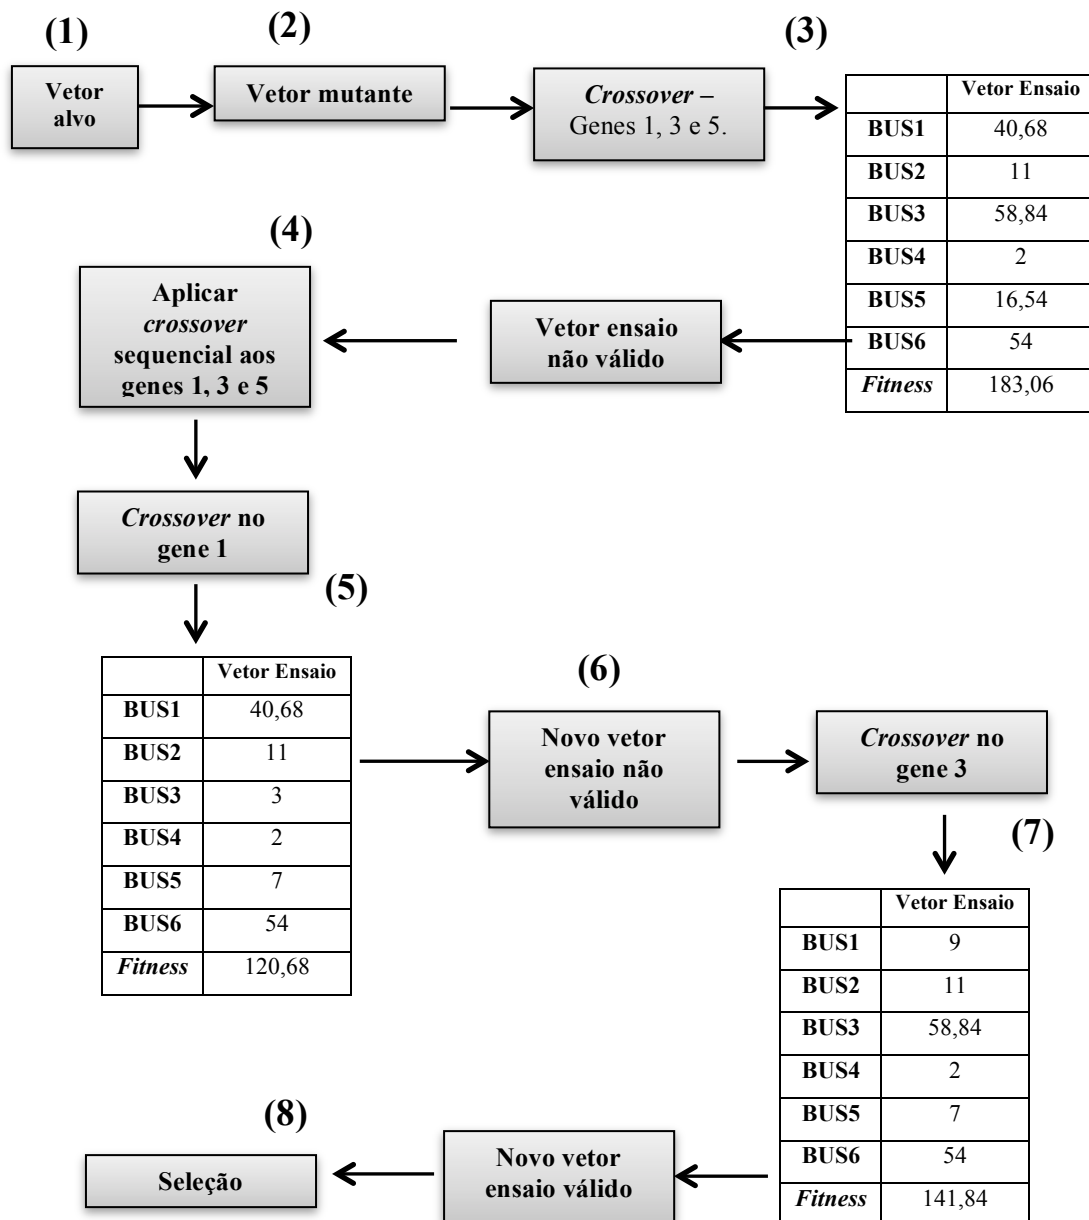 (1)
Vetor
alvo
(2)
Vetor mutante
(3)
Crossover –
Genes 1, 3 e 5.
Vetor Ensaio
BUS1 40,68
BUS2 11
BUS3 58,84
BUS4 2
BUS5 16,54
BUS6 54
Fitness 183,06
Vetor ensaio
não válido
(4)
Aplicar
crossover
sequencial aos
genes 1, 3 e 5
Crossover no
gene 1
(5)
Vetor Ensaio
BUS1 40,68
BUS2 11
BUS3 3
BUS4 2
BUS5 7
BUS6 54
Fitness 120,68
(6)
Novo vetor
ensaio não
válido
Crossover no
gene 3
(7)
Vetor Ensaio
BUS1 9
BUS2 11
BUS3 58,84
BUS4 2
BUS5 7
BUS6 54
Fitness 141,84
Novo vetor
ensaio válido
(8)
Seleção